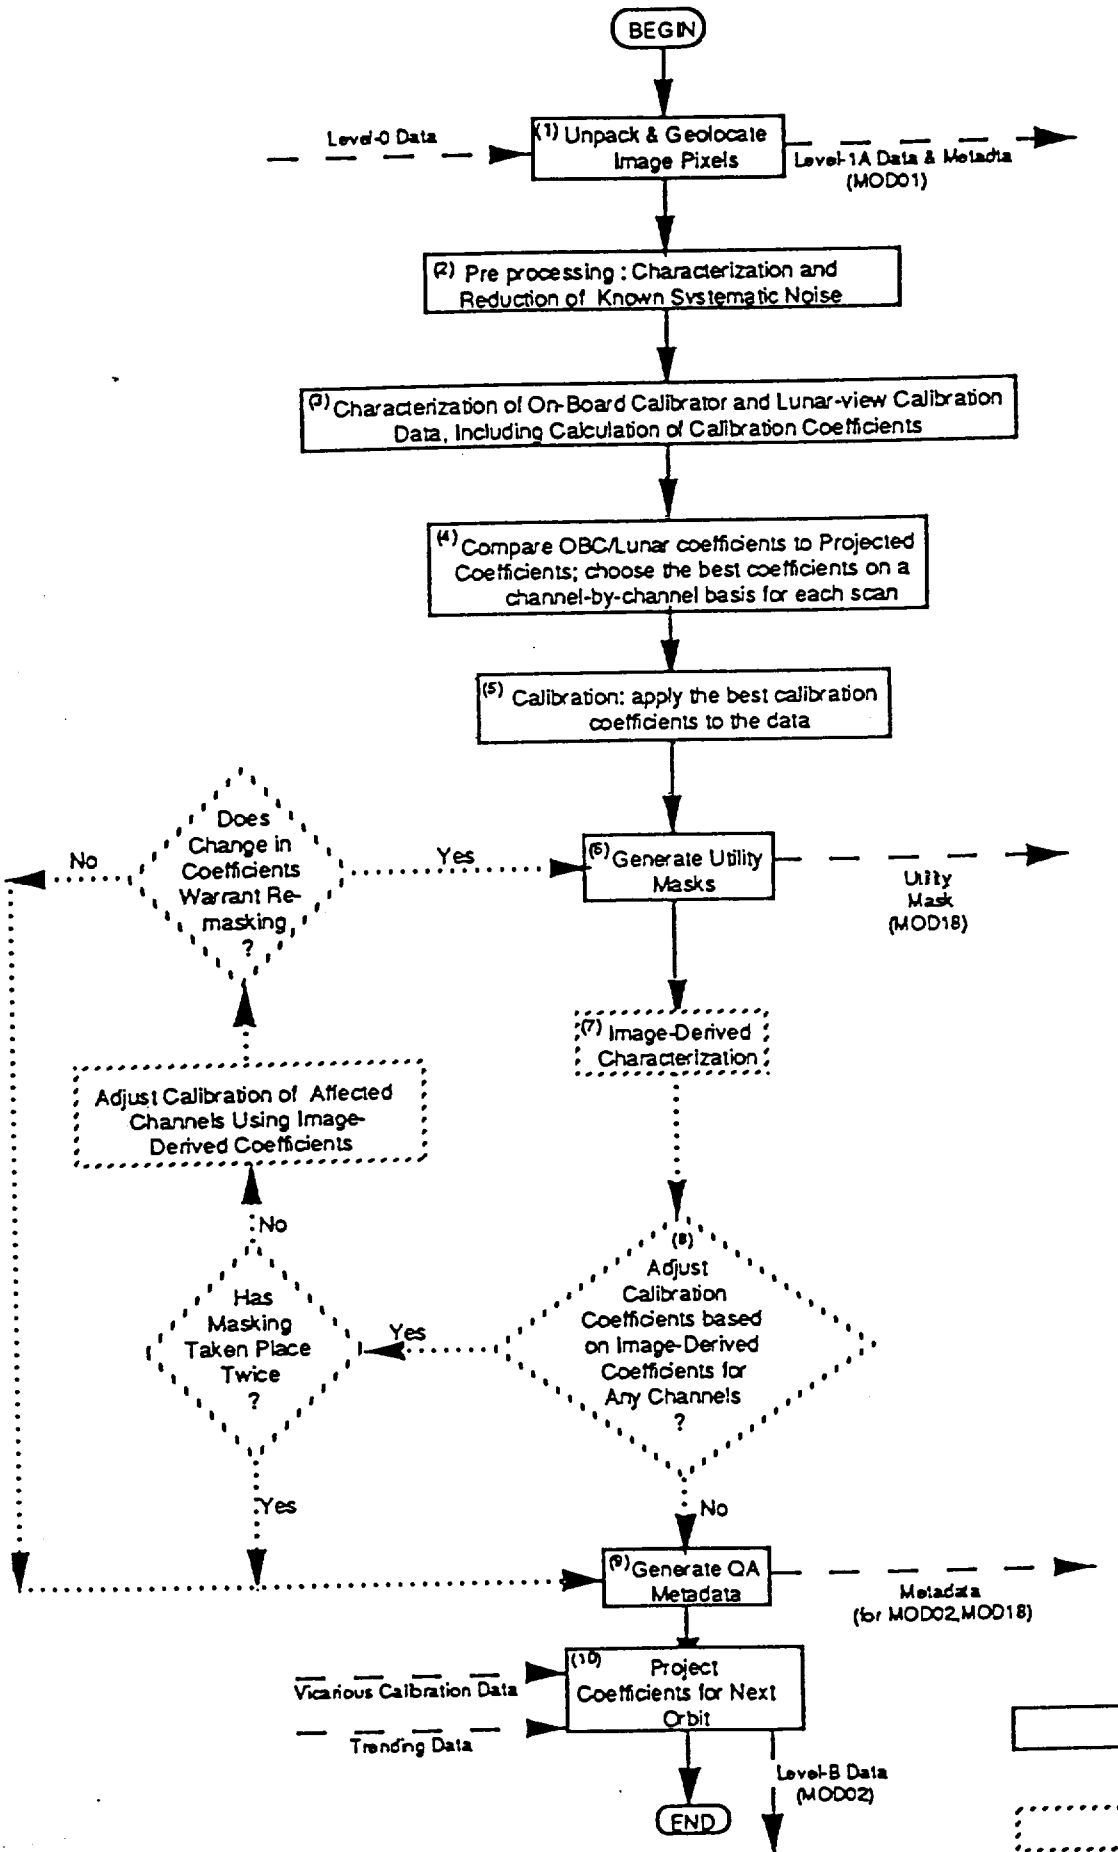 BEGIN
Level-0 Data
(1) Unpack & Geolocate
Image Pixels
Level-1A Data & Metadta
(MOD01)
(2) Pre processing : Characterization and
Reduction of Known Systematic Noise
(3) Characterization of On-Board Calibrator and Lunar-view Calibration
Data, Including Calculation of Calibration Coefficients
(4) Compare OBC/Lunar coefficients to Projected
Coefficients; choose the best coefficients on a
channel-by-channel basis for each scan
(5) Calibration: apply the best calibration
coefficients to the data
Does
Change in
Coefficients
Warrant Re-
masking
?
No
Yes
(6) Generate Utility
Masks
Utility
Mask
(MOD18)
(7) Image-Derived
Characterization
Adjust Calibration of Affected
Channels Using Image-
Derived Coefficients
No
Has
Masking
Taken Place
Twice
?
Yes
(8)
Adjust
Calibration
Coefficients based
on Image-Derived
Coefficients for
Any Channels
?
Yes
No
(9) Generate QA
Metadata
Metadata
(for MOD02,MOD18)
(10) Project
Coefficients for Next
Orbit
Vicarious Calibration Data
Trending Data
Level-B Data
(MOD02)
END